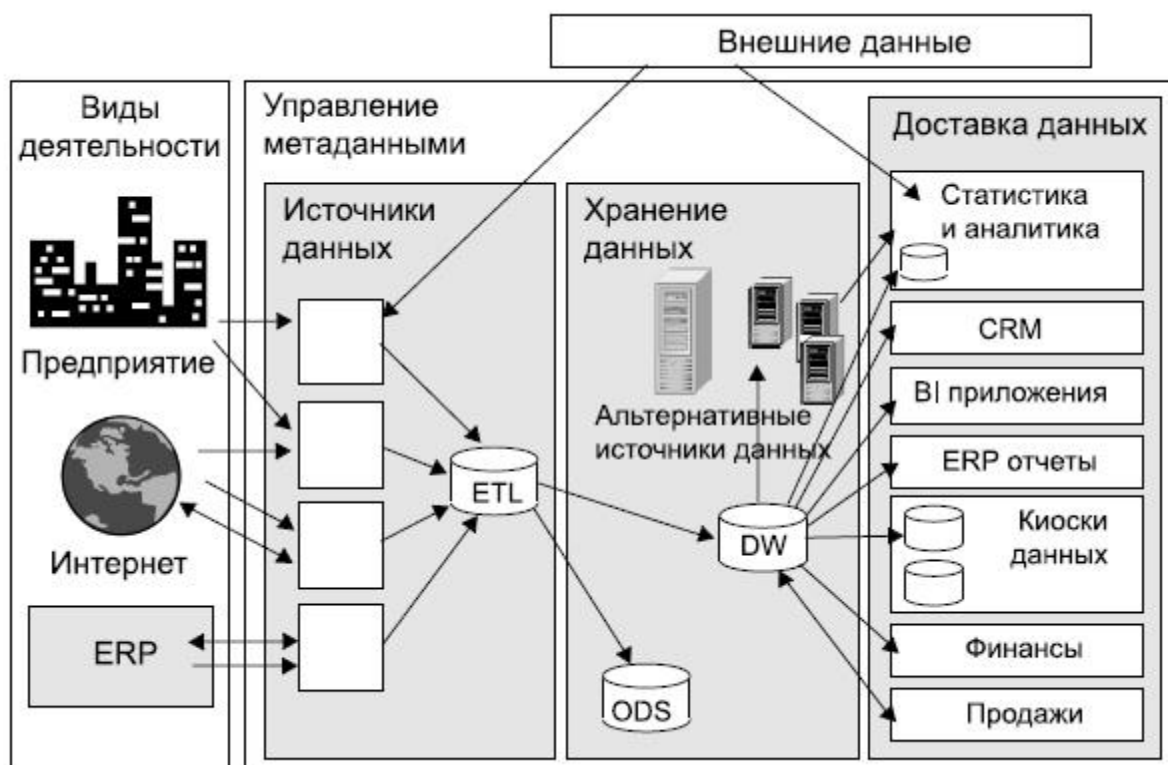 Внешние данные
Виды
деятельности
Предприятие
Интернет
ERP
Управление
метаданными
Источники
данных
ETL
Хранение
данных
Альтернативные
источники данных
DW
ODS
Доставка данных
Статистика
и аналитика
CRM
BI приложения
ERP отчеты
Киоски
данных
Финансы
Продажи